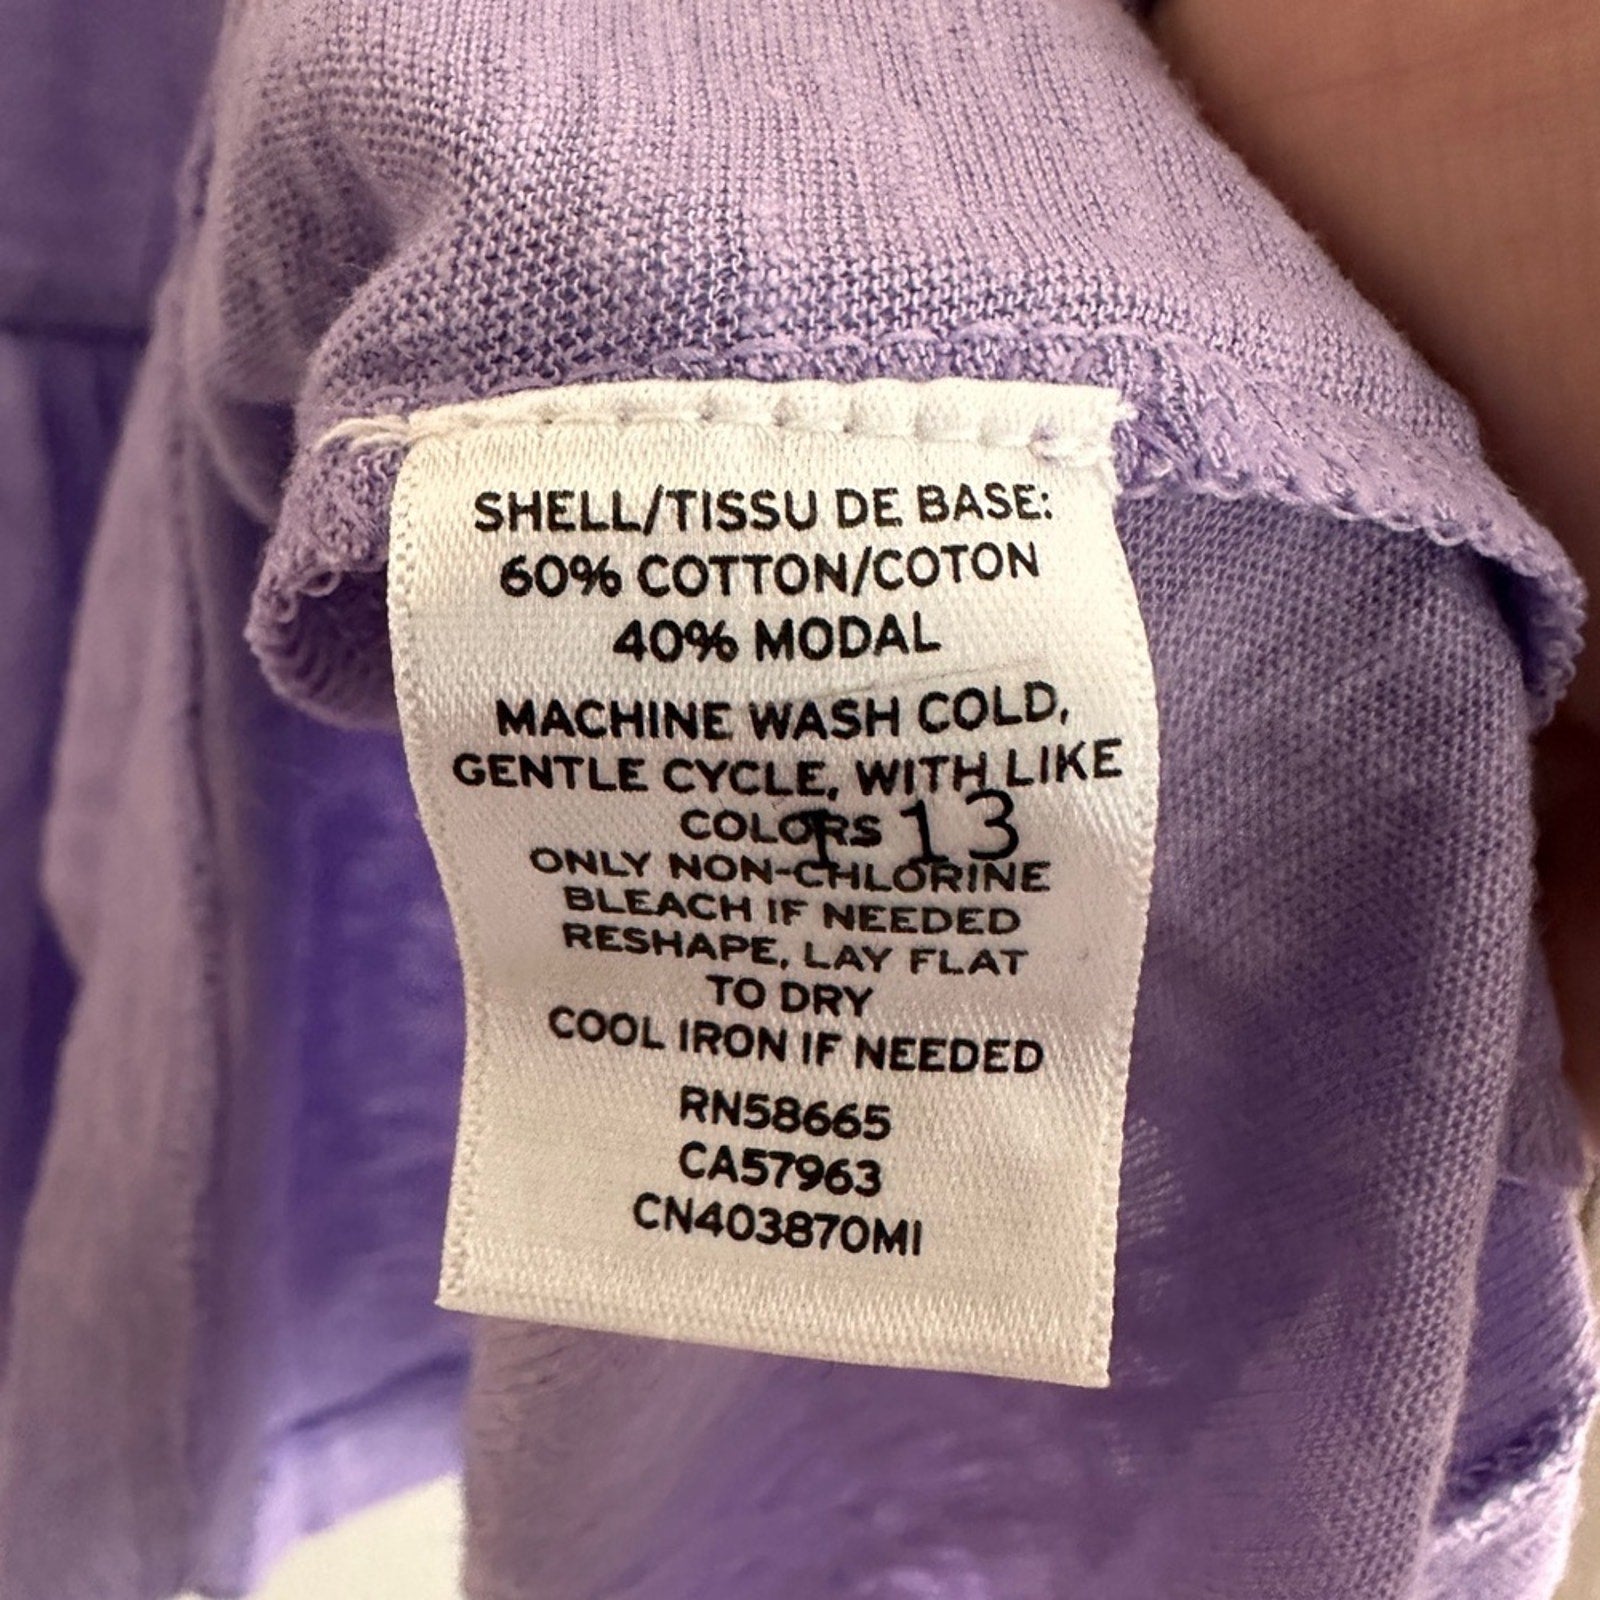 SHELL/TISSU DE BASE:
60% COTTON/COTON
40% MODAL
MACHINE WASH COLD,
GENTLE CYCLE, WITH LIKE
COLORS 13
ONLY NON-CHLORINE
BLEACH IF NEEDED
RESHAPE, LAY FLAT
TO DRY
COOL IRON IF NEEDED
RN58665
CA57963
CN403870MI